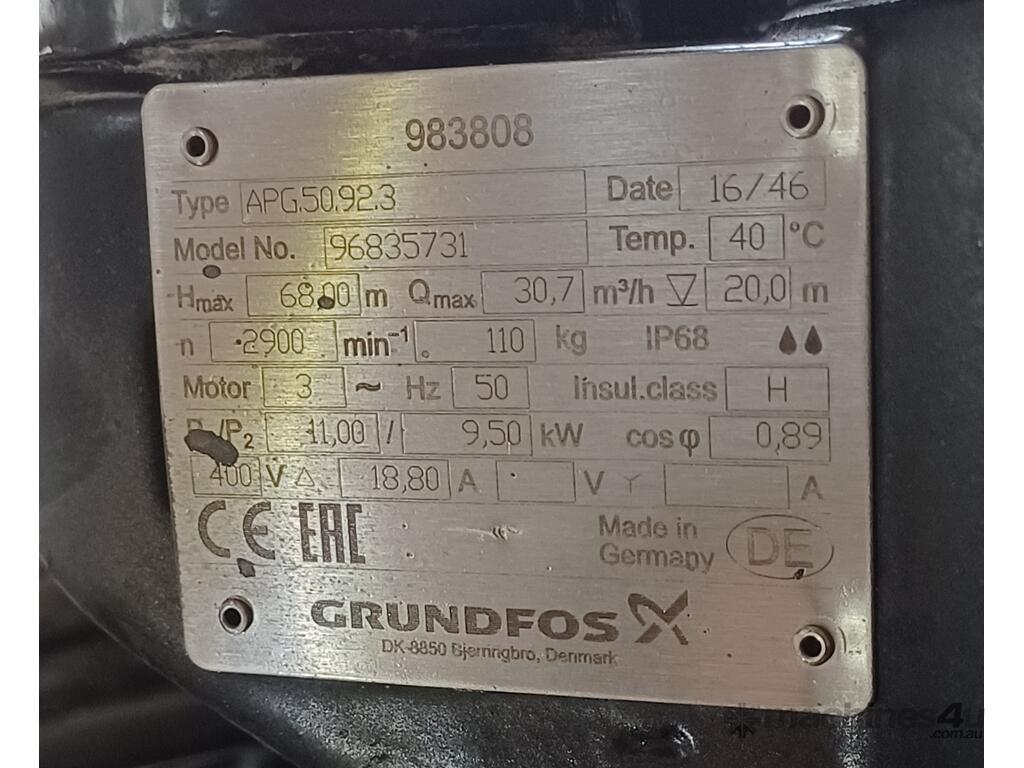 983808
Type APG.50.92.3 Date 16/46
Model No. 96835731 Temp. 40 °C
Hmax 68,00 m Qmax 30,7 m³/h 20,0 m
n 2900 min⁻¹ 110 kg IP68
Motor 3 ~ Hz 50 Insul.class H
/P2 11,00 / 9,50 kW cos φ 0,89
400 V △ 18,80 A V Y A
CE EAC
Made in
Germany DE
GRUNDFOS X
DK-8850 Bjerringbro, Denmark
machines4u
.com.au